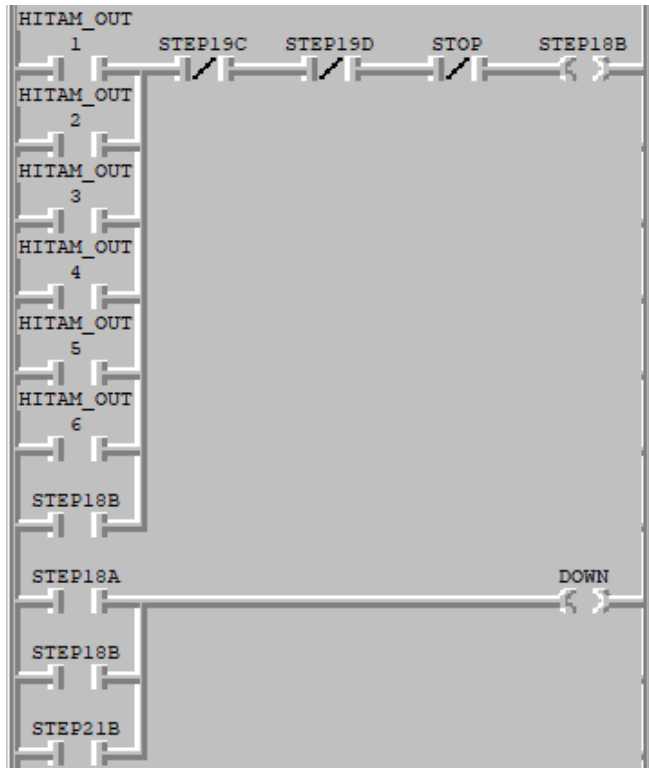 HITAM_OUT
1 STEP19C STEP19D STOP STEP18B
HITAM_OUT
2
HITAM_OUT
3
HITAM_OUT
4
HITAM_OUT
5
HITAM_OUT
6
STEP18B
STEP18A DOWN
STEP18B
STEP21B